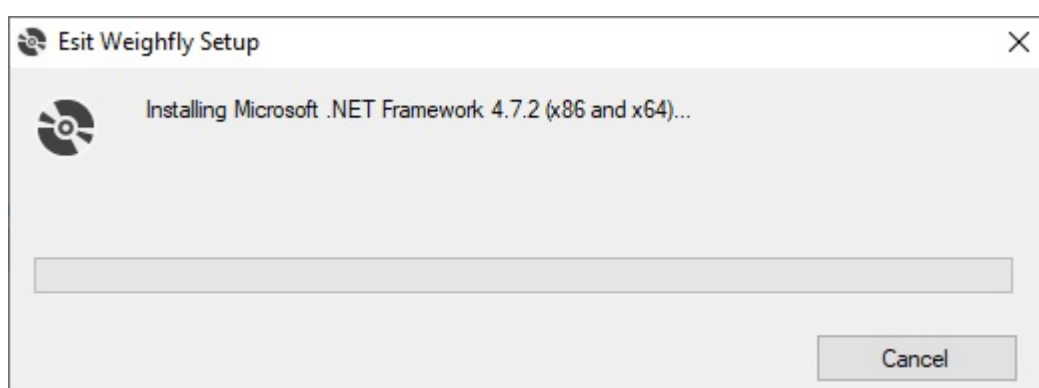 Esit Weighfly Setup
Installing Microsoft .NET Framework 4.7.2 (x86 and x64)...
Cancel